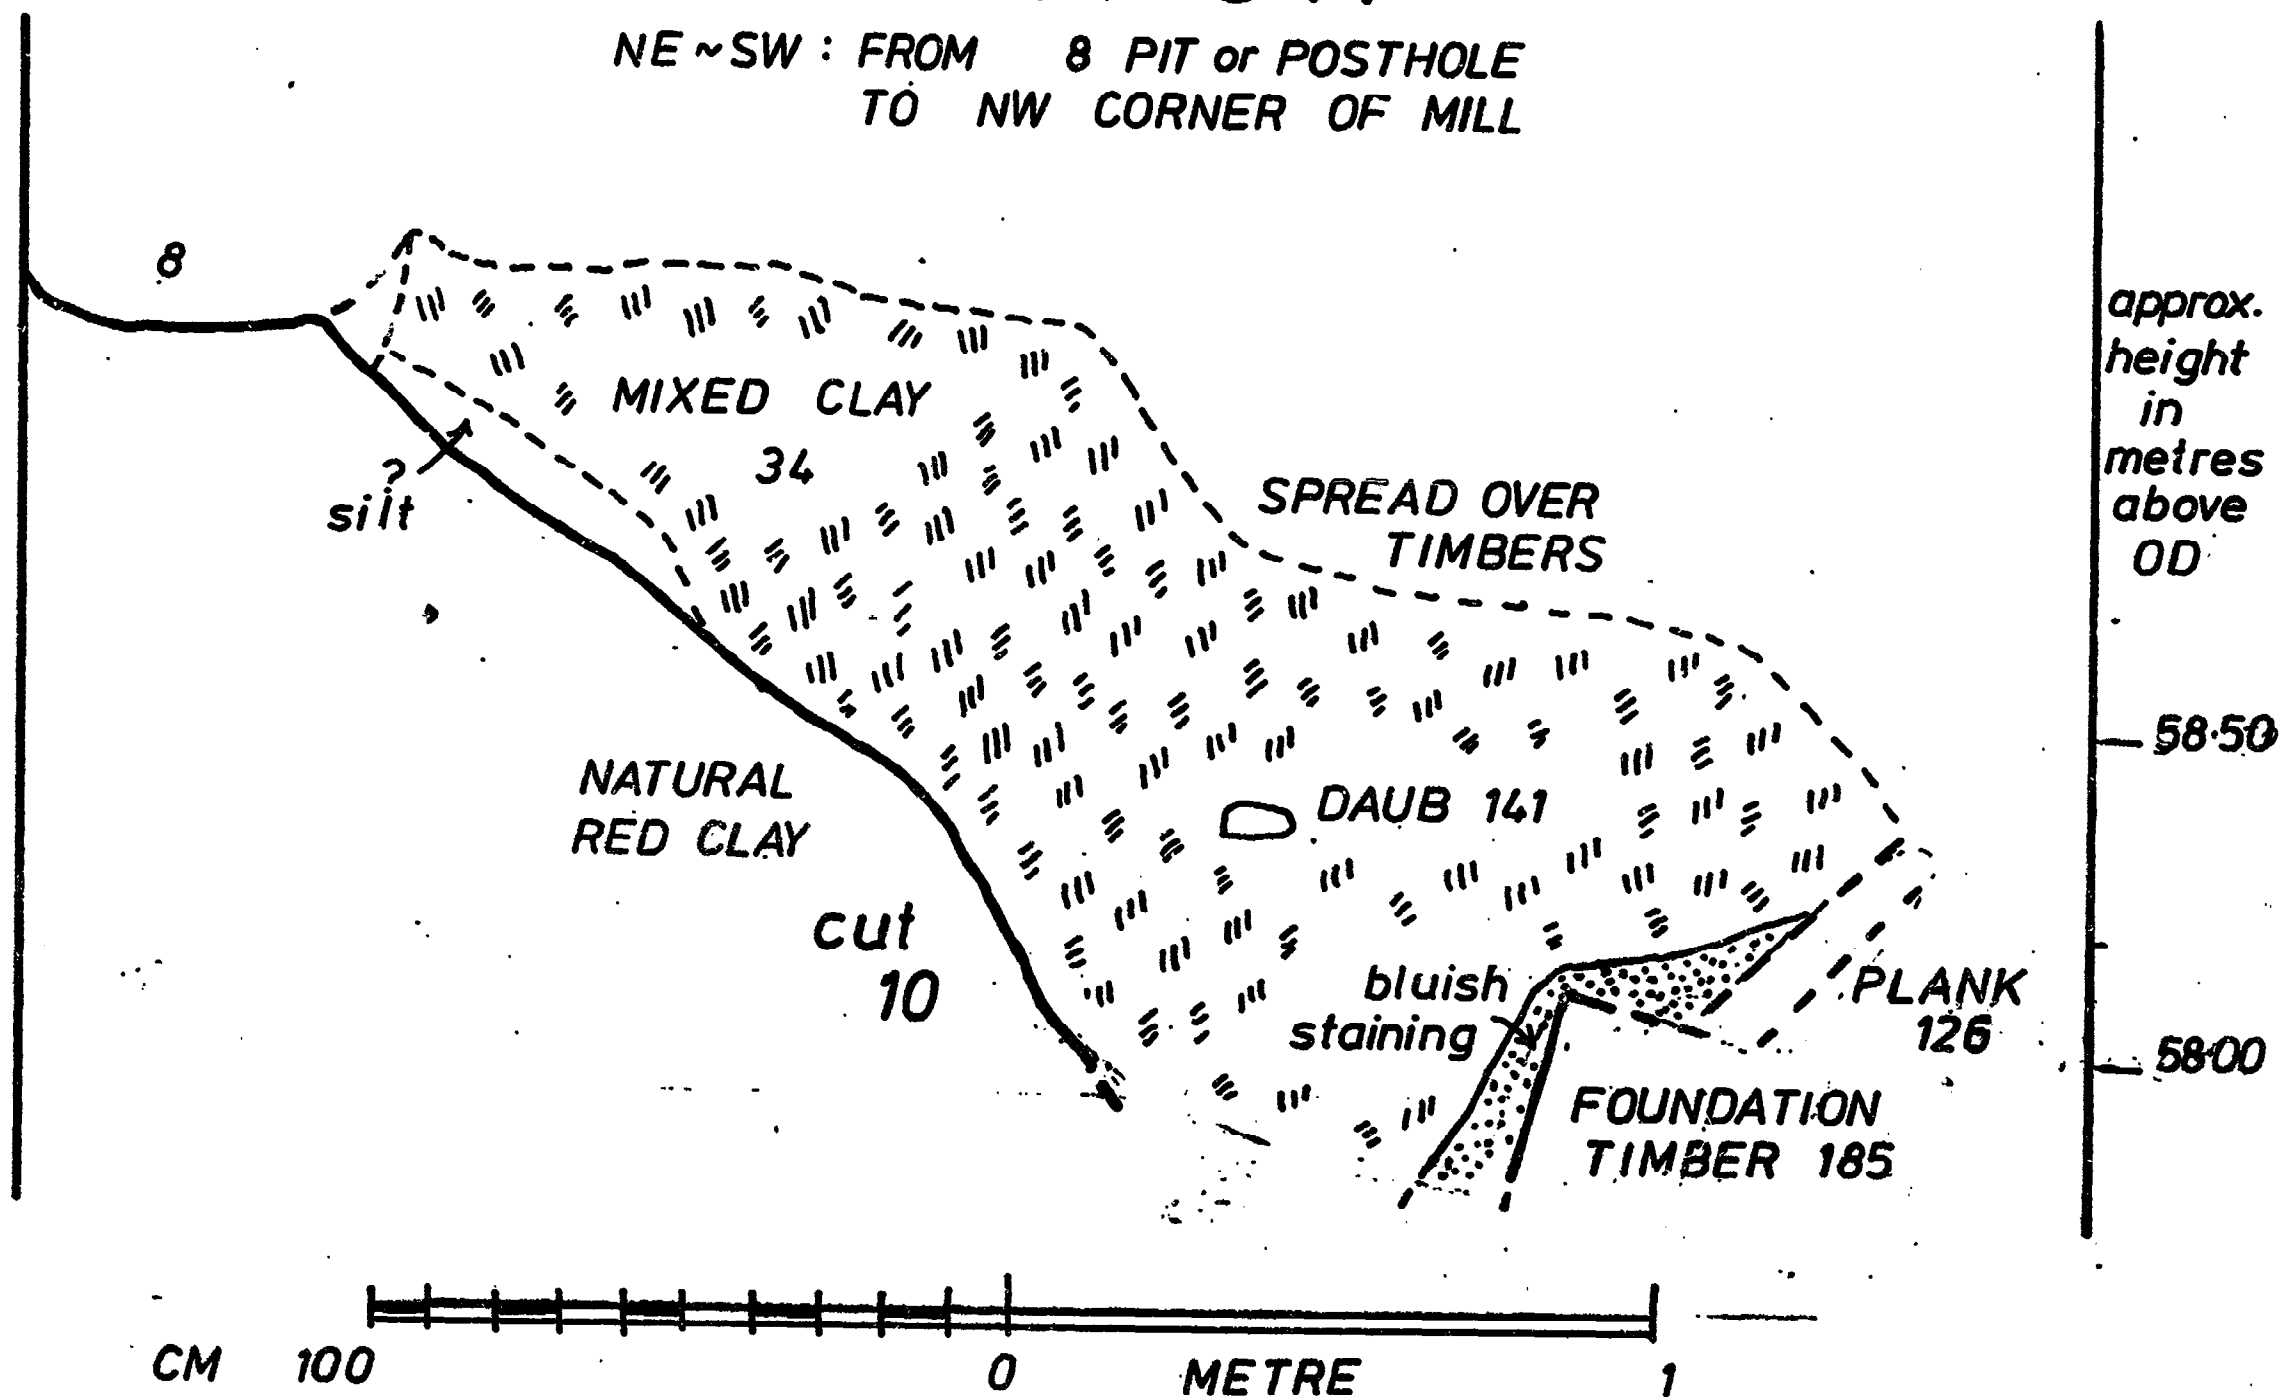 NE ~ SW : FROM 8 PIT or POSTHOLE
TO NW CORNER OF MILL
8
approx.
height
in
metres
above
OD
MIXED CLAY
34
?
silt
SPREAD OVER
TIMBERS
58·50
NATURAL
RED CLAY
DAUB 141
cut
10
bluish
staining
PLANK
126
58·00
FOUNDATION
TIMBER 185
CM 100 0 METRE 1